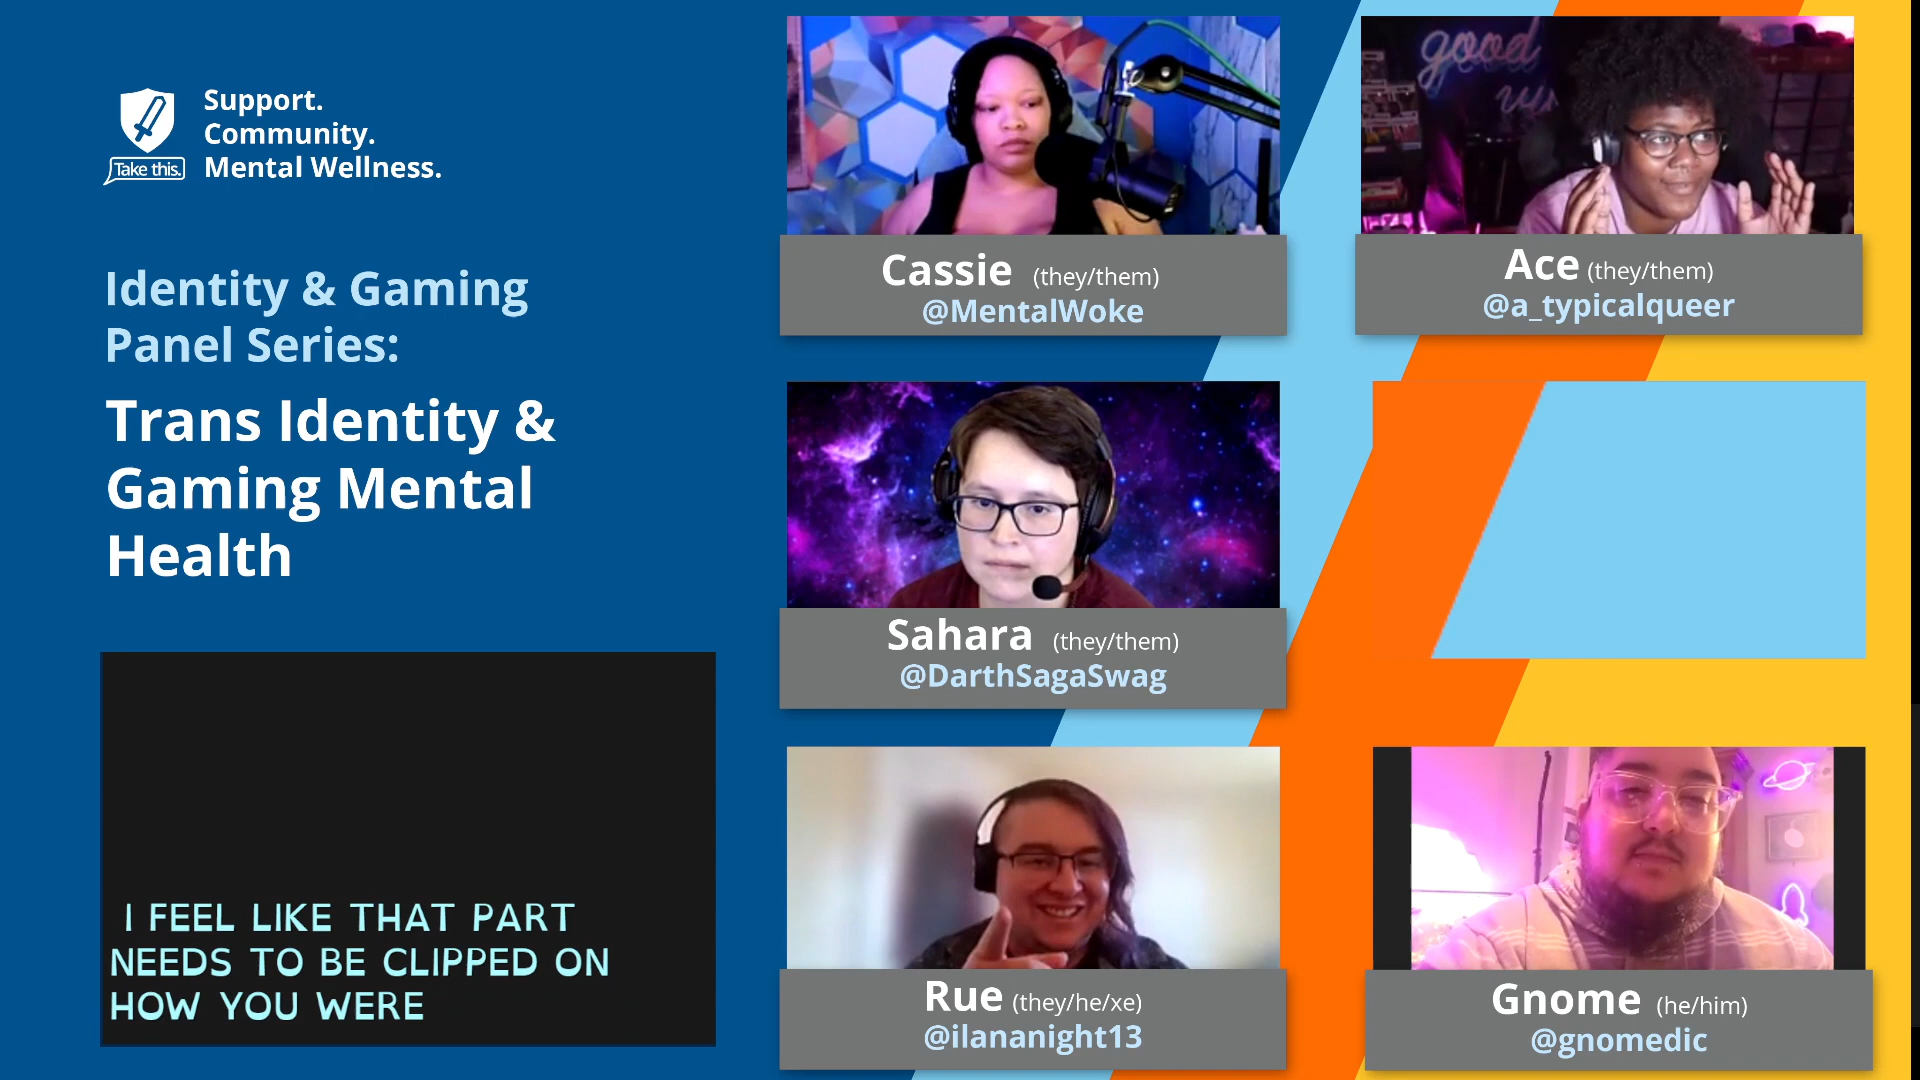 Support.
Community.
Mental Wellness.
Take this.
Identity & Gaming
Panel Series:
Trans Identity &
Gaming Mental
Health
I FEEL LIKE THAT PART
NEEDS TO BE CLIPPED ON
HOW YOU WERE
Cassie (they/them)
@MentalWoke
good
Ace (they/them)
@a_typicalqueer
Sahara (they/them)
@DarthSagaSwag
Rue (they/he/xe)
@ilananight13
Gnome (he/him)
@gnomedic